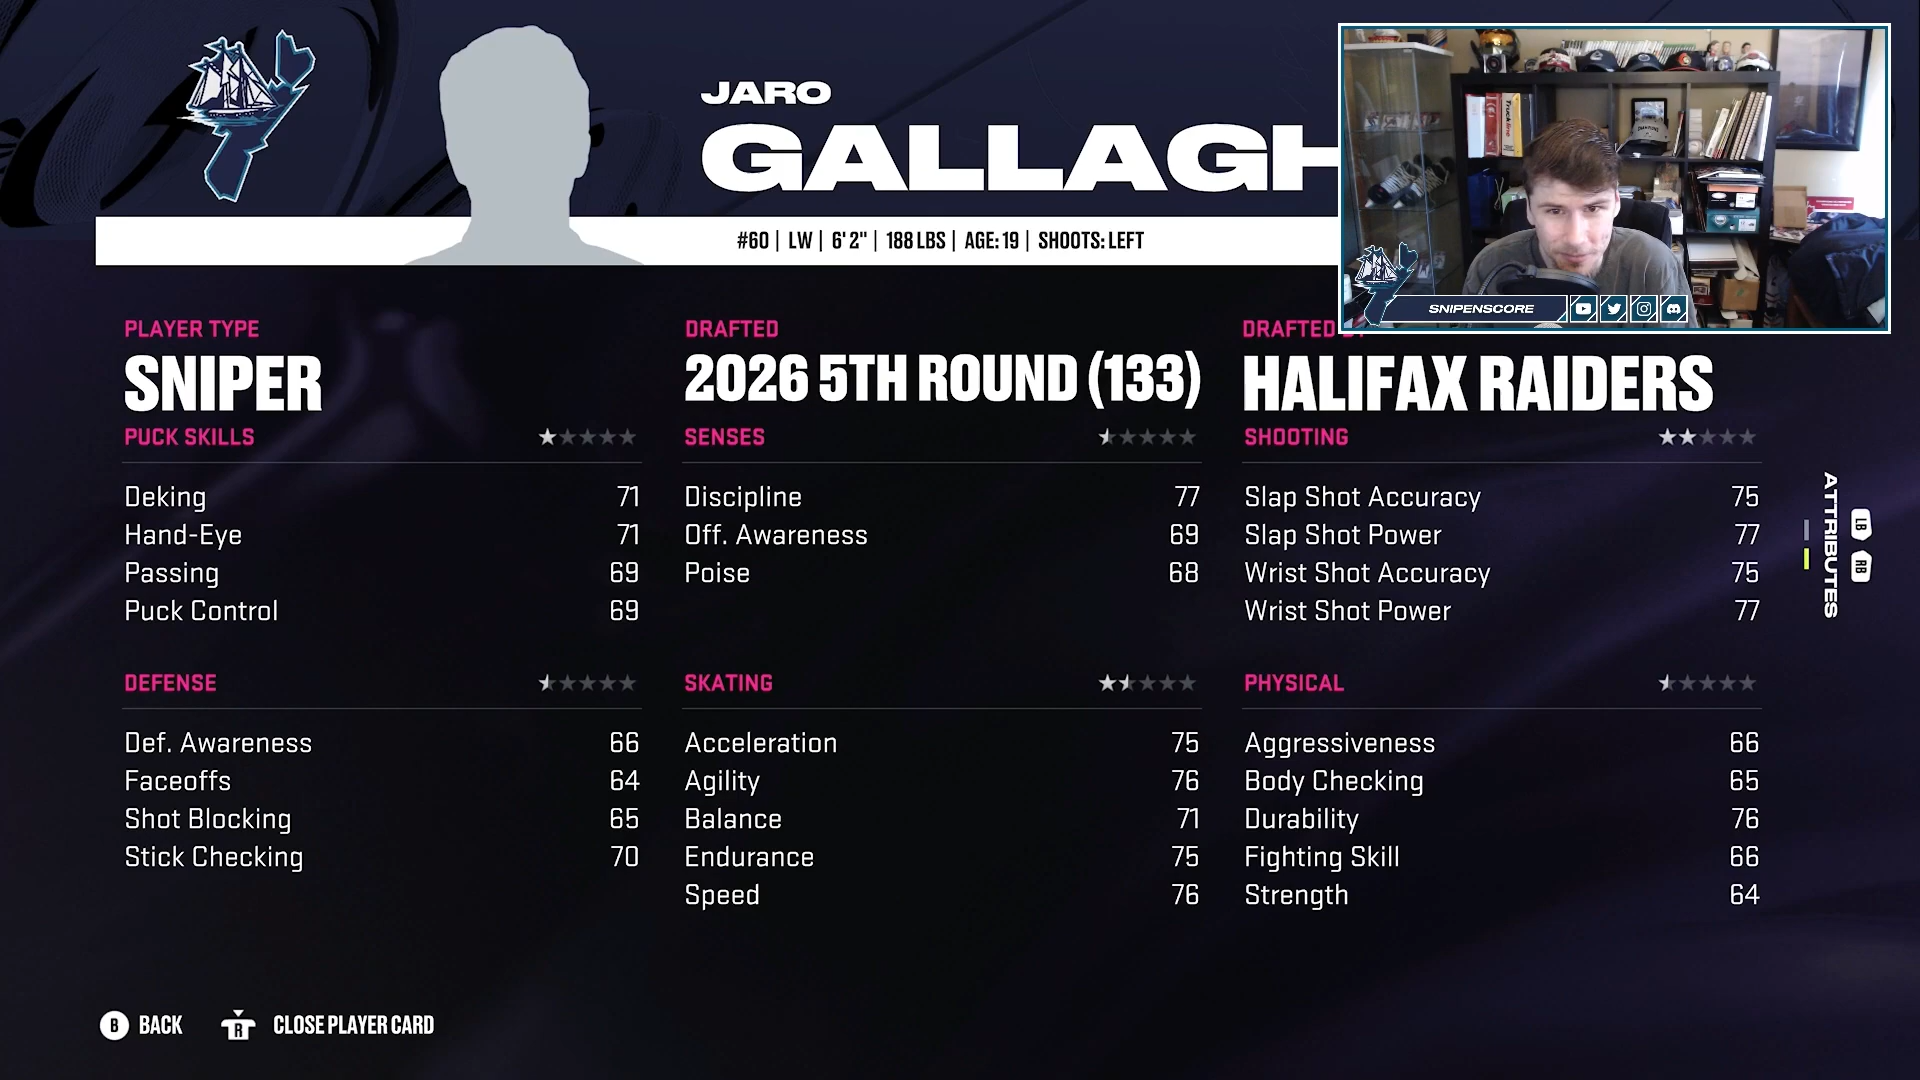 JARO
GALLAGH
#60 | LW | 6' 2" | 188 LBS | AGE: 19 | SHOOTS: LEFT
SNIPENSCORE
PLAYER TYPE
SNIPER
DRAFTED
2026 5TH ROUND (133)
DRAFTED
HALIFAX RAIDERS
PUCK SKILLS
Deking 71
Hand-Eye 71
Passing 69
Puck Control 69
SENSES
Discipline 77
Off. Awareness 69
Poise 68
SHOOTING
Slap Shot Accuracy 75
Slap Shot Power 77
Wrist Shot Accuracy 75
Wrist Shot Power 77
DEFENSE
Def. Awareness 66
Faceoffs 64
Shot Blocking 65
Stick Checking 70
SKATING
Acceleration 75
Agility 76
Balance 71
Endurance 75
Speed 76
PHYSICAL
Aggressiveness 66
Body Checking 65
Durability 76
Fighting Skill 66
Strength 64
ATTRIBUTES
LB RB
B BACK
R CLOSE PLAYER CARD